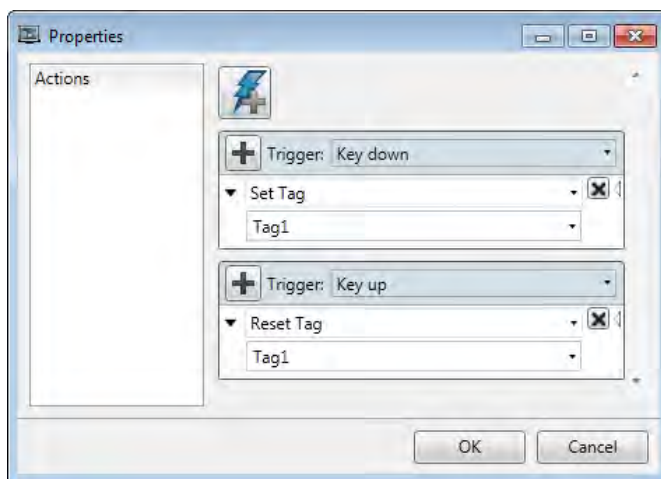 Properties
Actions
Trigger: Key down
Set Tag
Tag1
Trigger: Key up
Reset Tag
Tag1
OK
Cancel